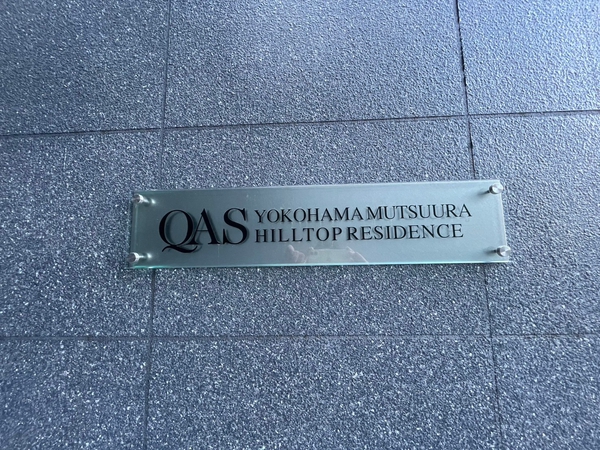 QAS YOKOHAMA MUTSUURA
HILLTOP RESIDENCE